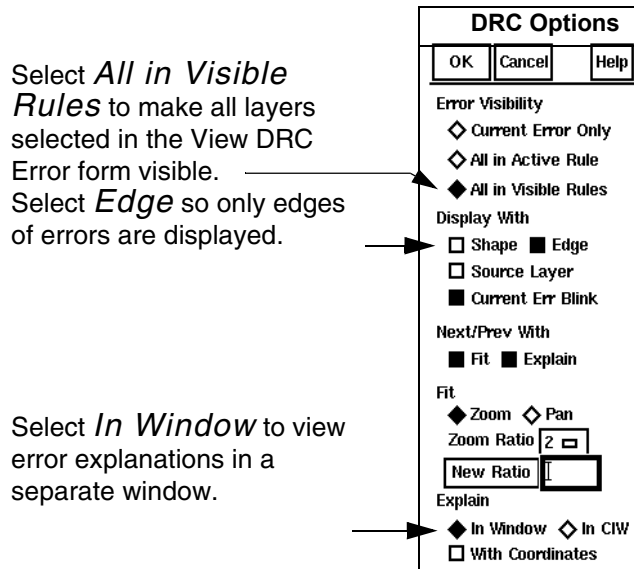 Select All in Visible
Rules to make all layers
selected in the View DRC
Error form visible.
Select Edge so only edges
of errors are displayed.
Select In Window to view
error explanations in a
separate window.
DRC Options
OK Cancel Help
Error Visibility
Current Error Only
All in Active Rule
All in Visible Rules
Display With
Shape Edge
Source Layer
Current Err Blink
Next/Prev With
Fit Explain
Fit
Zoom Pan
Zoom Ratio 2
New Ratio
Explain
In Window In CIW
With Coordinates